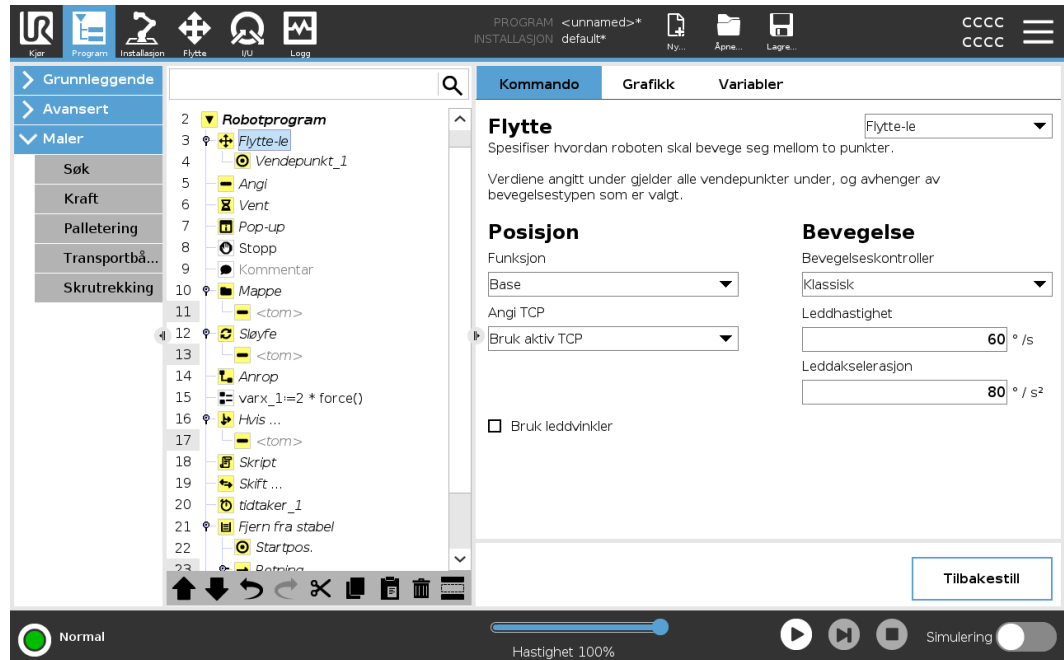 PROGRAM <unnamed>*
INSTALLASJON default*
Kjør
Program
Installasjon
Flytte
I/U
Logg
Ny...
Åpne...
Lagre...
CCCC
CCCC
Grunnleggende
Avansert
Maler
Søk
Kraft
Palletering
Transportbå...
Skrutrekking
2 Robotprogram
3 Flytte-le
4 Vendepunkt_1
5 Angi
6 Vent
7 Pop-up
8 Stopp
9 Kommentar
10 Mappe
11 <tom>
12 Sløyfe
13 <tom>
14 Anrop
15 varx_1:=2 * force()
16 Hvis ...
17 <tom>
18 Skript
19 Skift ...
20 tidtaker_1
21 Fjern fra stabel
22 Startpos.
23 Retning
Kommando
Grafikk
Variabler
Flytte
Flytte-le
Spesifiser hvordan roboten skal bevege seg mellom to punkter.
Verdiene angitt under gjelder alle vendepunkter under, og avhenger av
bevegelsestypen som er valgt.
Posisjon
Funksjon
Base
Angi TCP
Bruk aktiv TCP
Bruk leddvinkler
Bevegelse
Bevegelseskontroller
Klassisk
Leddhastighet
60 ° /s
Leddakselerasjon
80 ° / s²
Tilbakestill
Normal
Hastighet 100%
Simulering